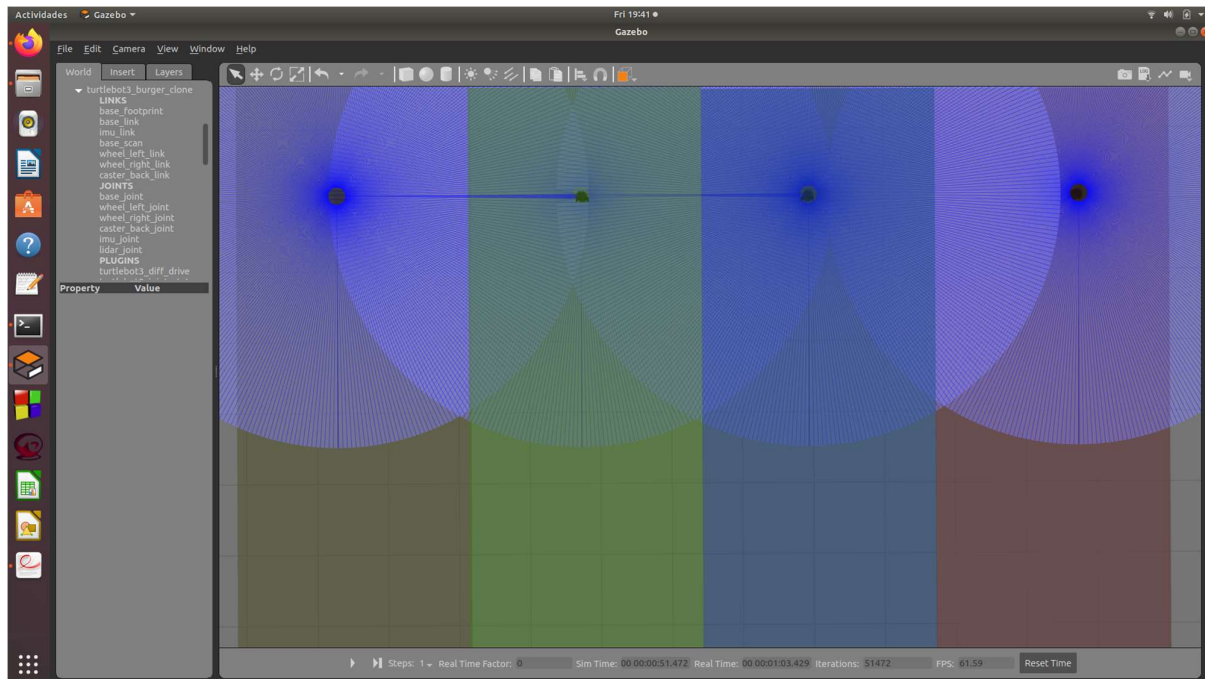 Actividades Gazebo Fri 19:41
Gazebo
File Edit Camera View Window Help
World Insert Layers
turtlebot3_burger_clone
LINKS
base_footprint
base_link
imu_link
base_scan
wheel_left_link
wheel_right_link
caster_back_link
JOINTS
base_joint
wheel_left_joint
wheel_right_joint
caster_back_joint
imu_joint
lidar_joint
PLUGINS
turtlebot3_diff_drive
Property Value
Steps: 1 Real Time Factor: 0 Sim Time: 00 00:00:51.472 Real Time: 00 00:01:03.429 Iterations: 51472 FPS: 61.59 Reset Time